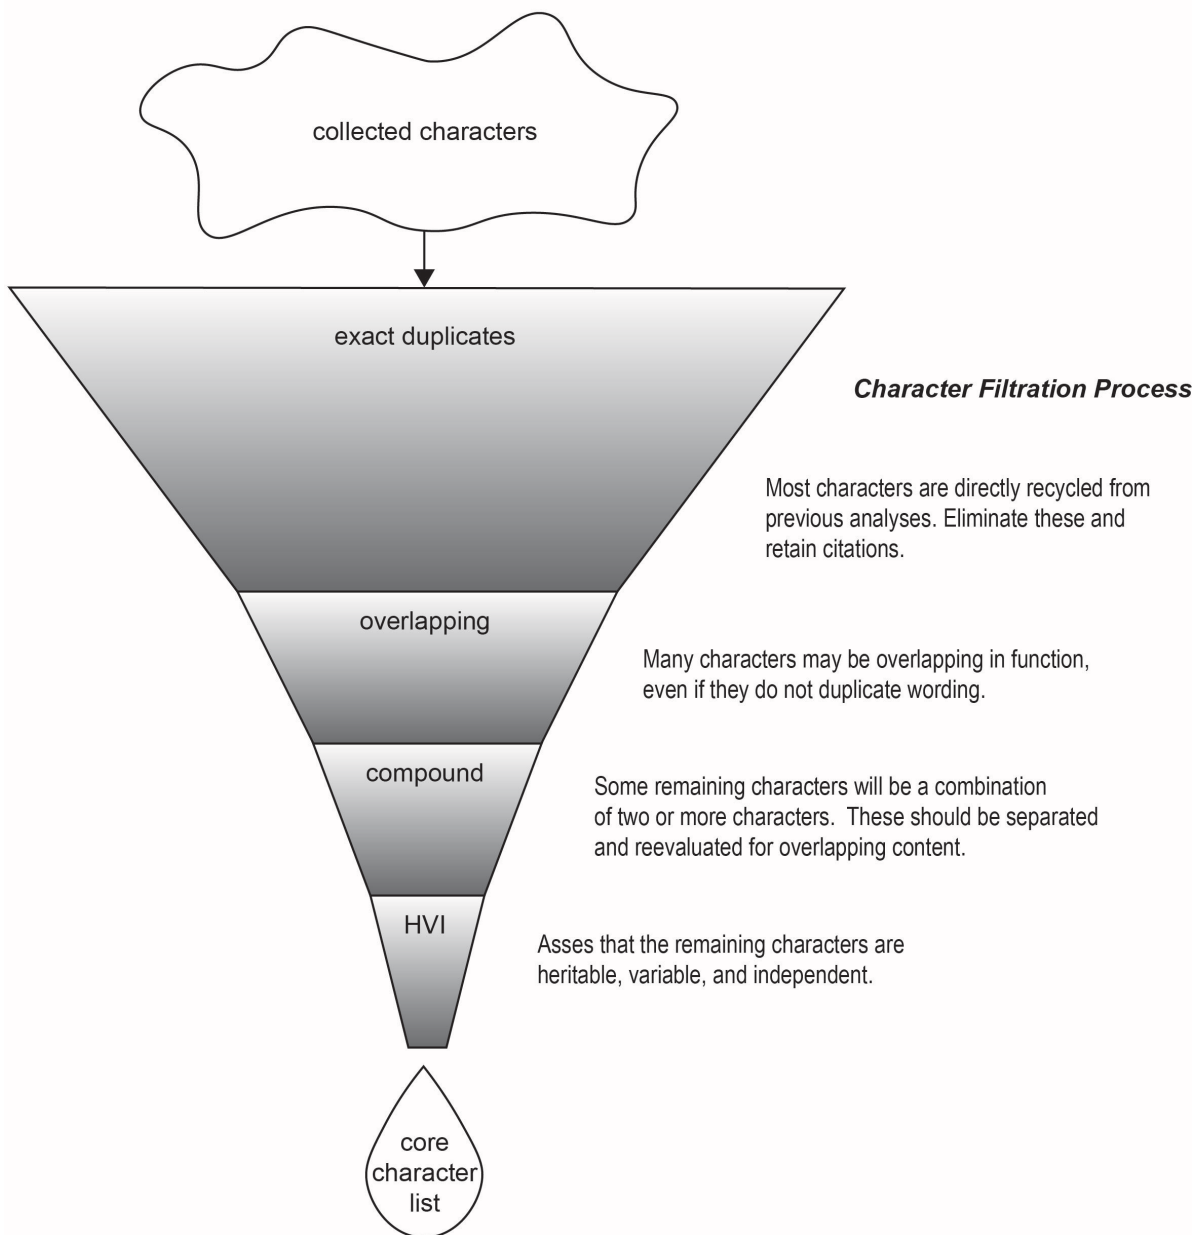 collected characters
exact duplicates
Character Filtration Process
Most characters are directly recycled from
previous analyses. Eliminate these and
retain citations.
overlapping
Many characters may be overlapping in function,
even if they do not duplicate wording.
compound
Some remaining characters will be a combination
of two or more characters.  These should be separated
and reevaluated for overlapping content.
HVI
Asses that the remaining characters are
heritable, variable, and independent.
core
character
list